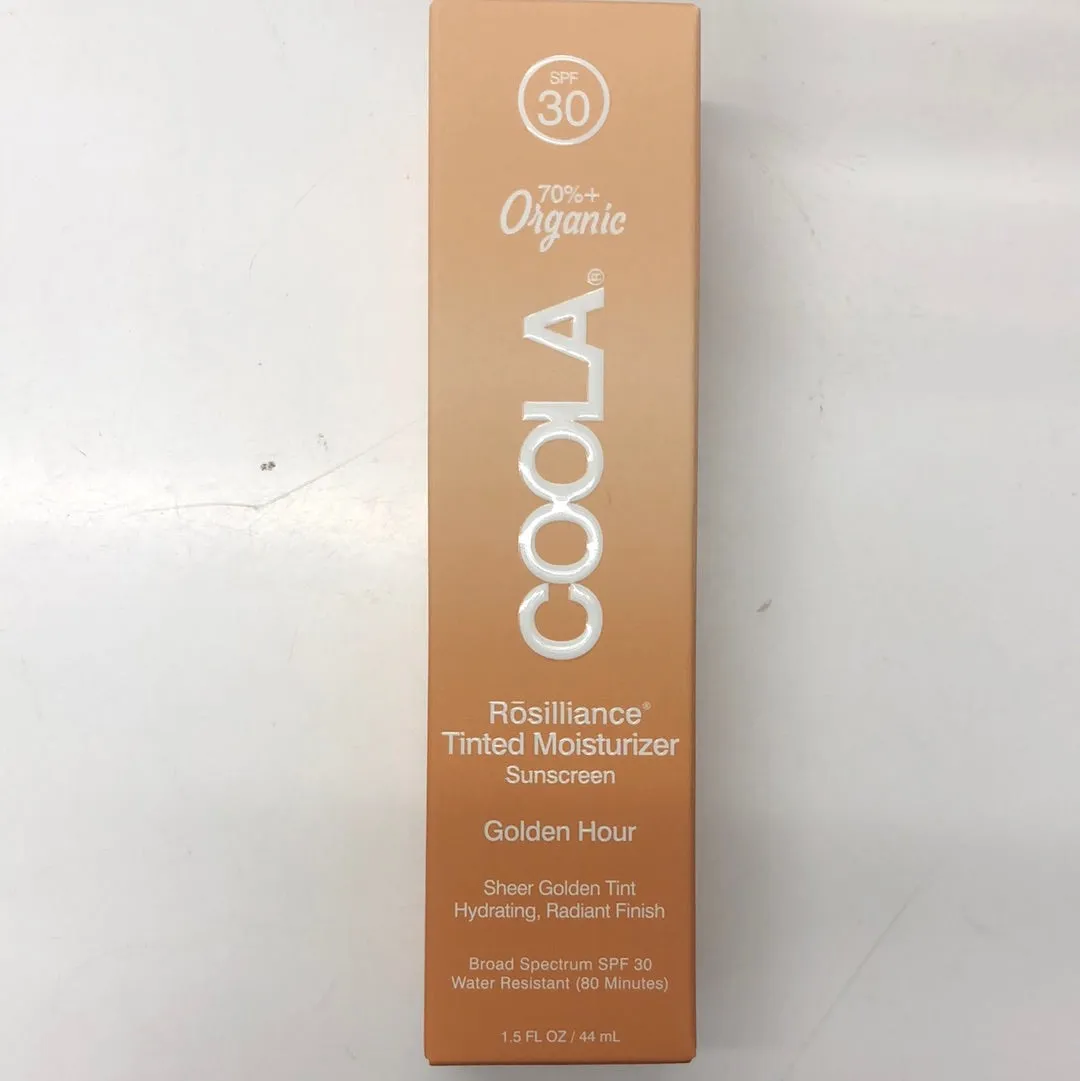 SPF
30
70%+
Organic
COOLA®
Rōsilliance®
Tinted Moisturizer
Sunscreen
Golden Hour
Sheer Golden Tint
Hydrating, Radiant Finish
Broad Spectrum SPF 30
Water Resistant (80 Minutes)
1.5 FL OZ / 44 mL